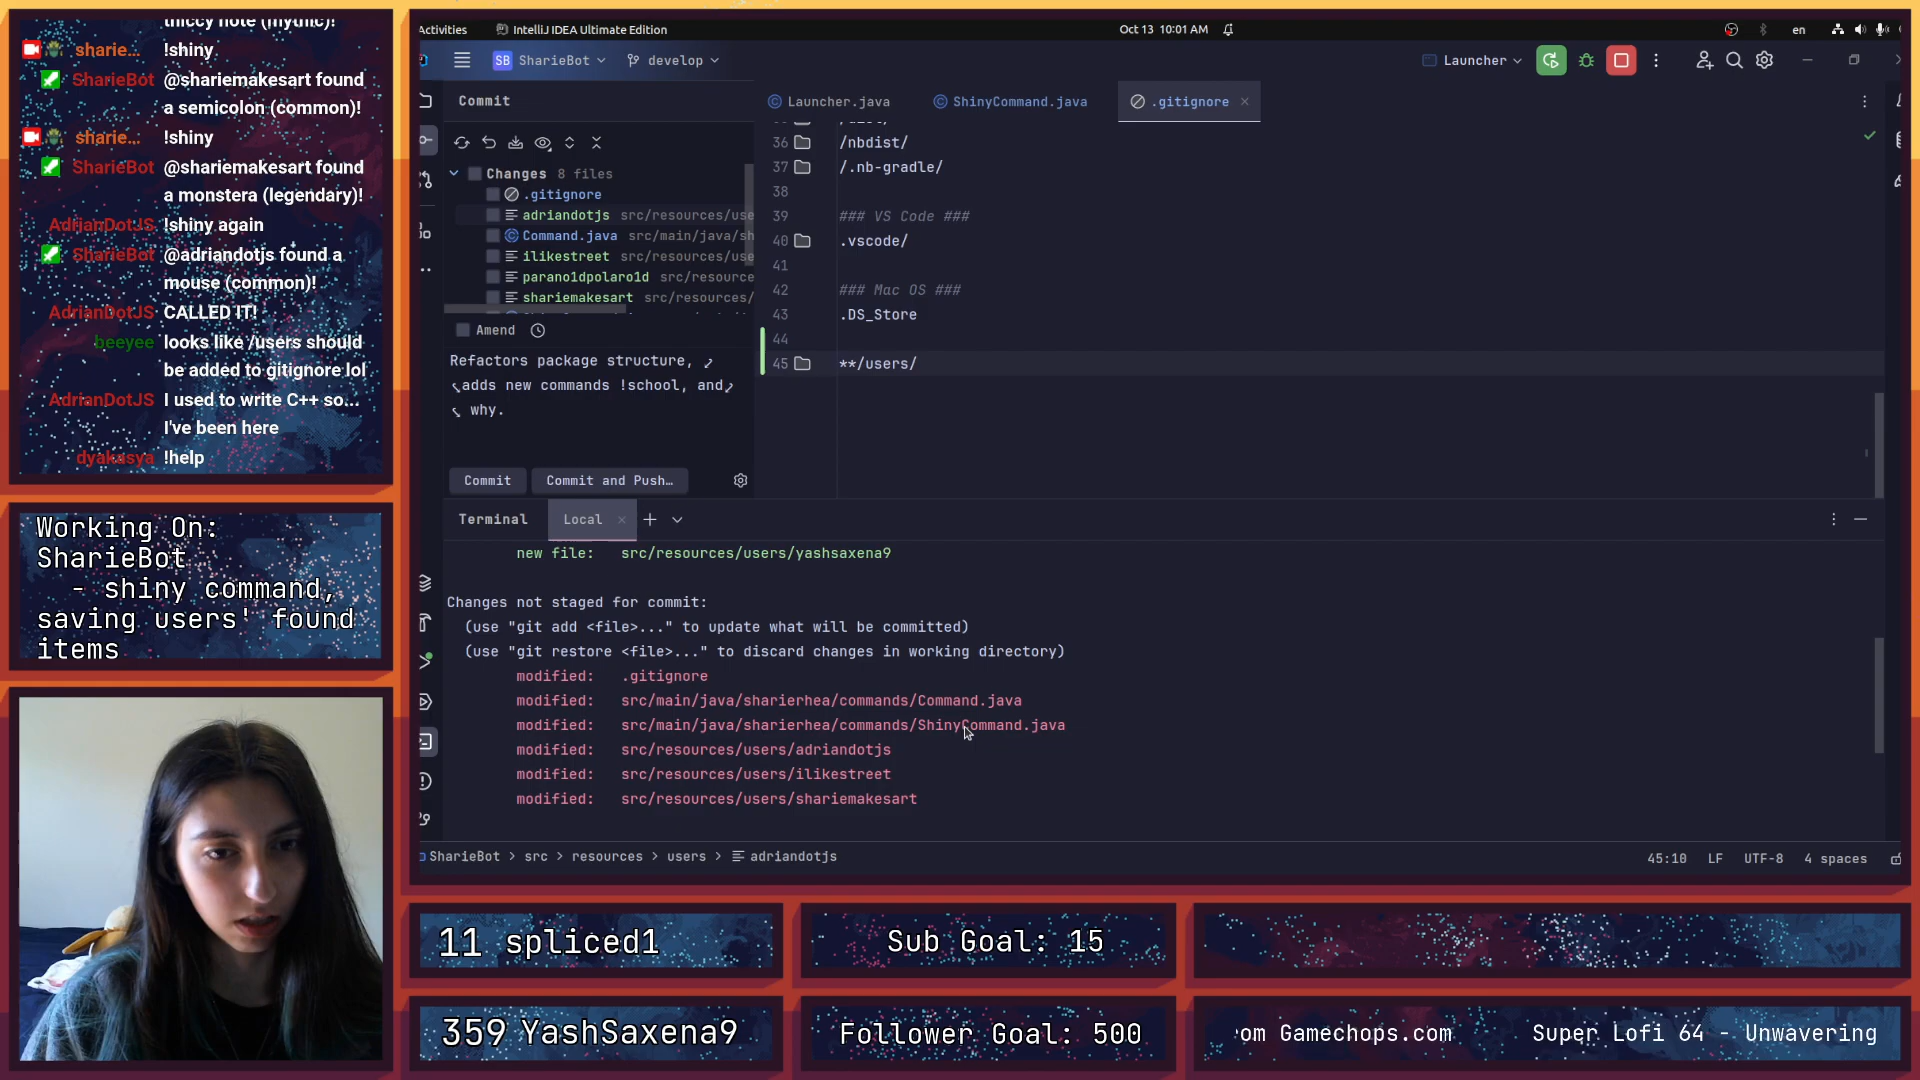 thiccy note (mythic)!
sharie... !shiny
SharieBot @shariemakesart found
a semicolon (common)!
sharie... !shiny
SharieBot @shariemakesart found
a monstera (legendary)!
AdrianDotJS !shiny again
SharieBot @adriandotjs found a
mouse (common)!
AdrianDotJS CALLED IT!
beeyee looks like /users should
be added to gitignore lol
AdrianDotJS I used to write C++ so...
I've been here
dyakasya !help
Working On:
SharieBot
- shiny command,
saving users' found
items
Activities IntelliJ IDEA Ultimate Edition Oct 13 10:01 AM en
SB SharieBot develop Launcher
Commit Launcher.java ShinyCommand.java .gitignore
Changes 8 files
.gitignore
adriandotjs src/resources/use
Command.java src/main/java/sh
ilikestreet src/resources/use
parano1dpolaro1d src/resource
shariemakesart src/resources/
Amend
Refactors package structure,
adds new commands !school, and
why.
Commit Commit and Push...
36 /nbdist/
37 /.nb-gradle/
38
39 ### VS Code ###
40 .vscode/
41
42 ### Mac OS ###
43 .DS_Store
44
45 **/users/
Terminal Local
new file: src/resources/users/yashsaxena9
Changes not staged for commit:
(use "git add <file>..." to update what will be committed)
(use "git restore <file>..." to discard changes in working directory)
modified: .gitignore
modified: src/main/java/sharierhea/commands/Command.java
modified: src/main/java/sharierhea/commands/ShinyCommand.java
modified: src/resources/users/adriandotjs
modified: src/resources/users/ilikestreet
modified: src/resources/users/shariemakesart
SharieBot > src > resources > users > adriandotjs 45:10 LF UTF-8 4 spaces
11 spliced1 Sub Goal: 15
359 YashSaxena9 Follower Goal: 500 om Gamechops.com Super Lofi 64 - Unwavering